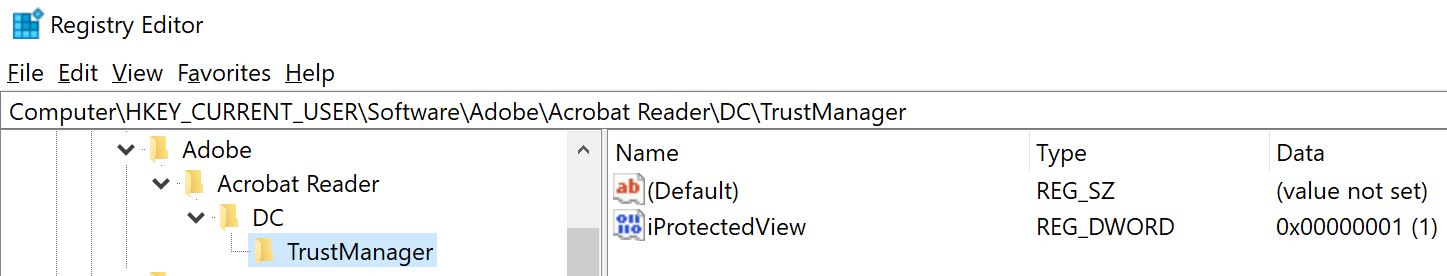 Registry Editor
File Edit View Favorites Help
Computer\HKEY_CURRENT_USER\Software\Adobe\Acrobat Reader\DC\TrustManager
Adobe
Acrobat Reader
DC
TrustManager
Name Type Data
(Default) REG_SZ (value not set)
iProtectedView REG_DWORD 0x00000001 (1)